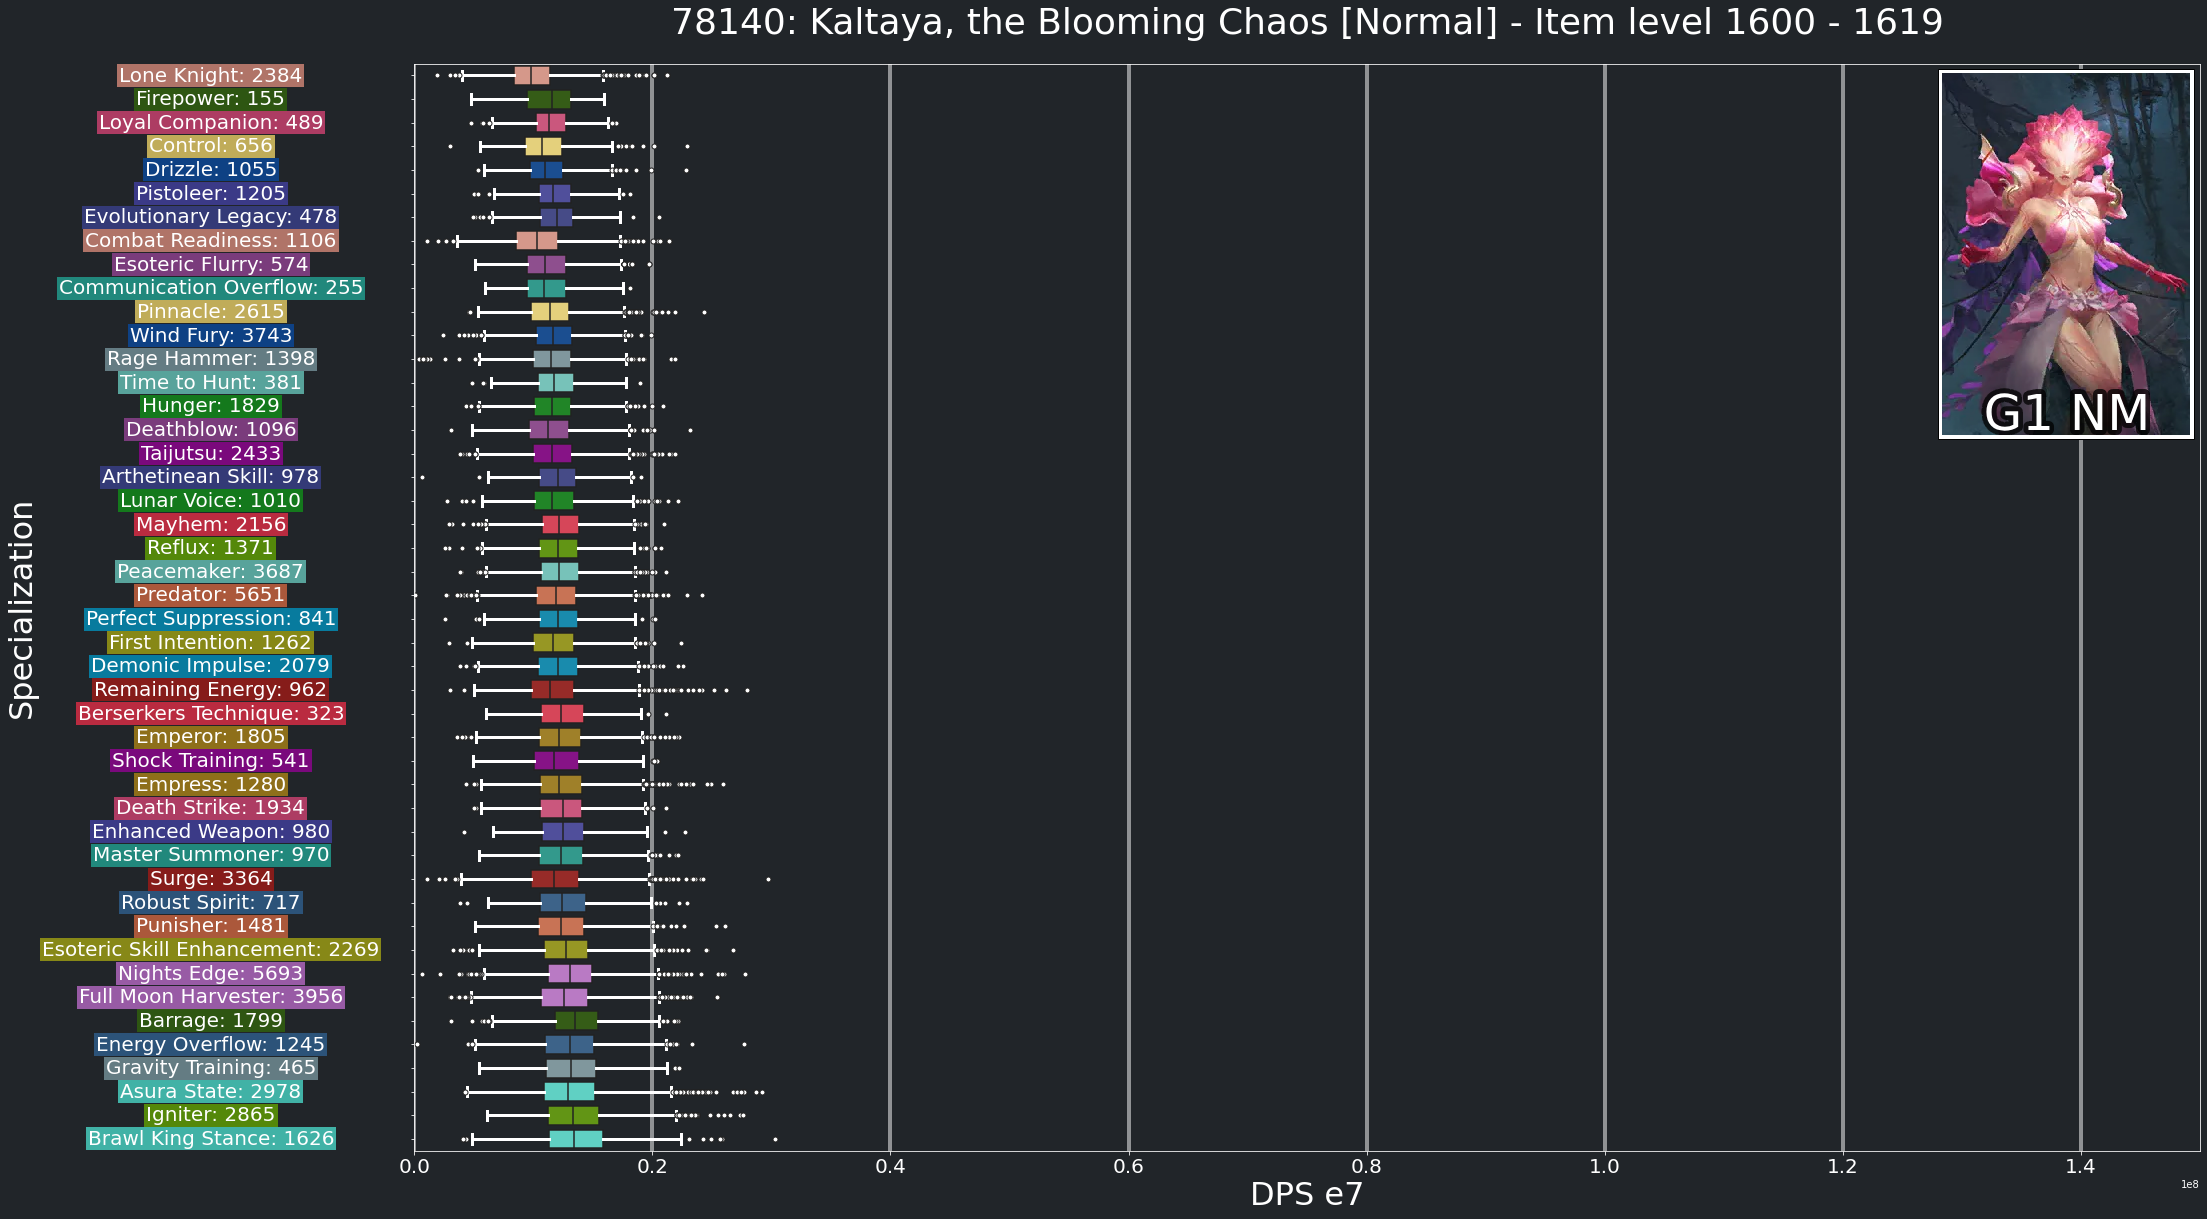 78140: Kaltaya, the Blooming Chaos [Normal] - Item level 1600 - 1619
Specialization
Lone Knight: 2384
Firepower: 155
Loyal Companion: 489
Control: 656
Drizzle: 1055
Pistoleer: 1205
Evolutionary Legacy: 478
Combat Readiness: 1106
Esoteric Flurry: 574
Communication Overflow: 255
Pinnacle: 2615
Wind Fury: 3743
Rage Hammer: 1398
Time to Hunt: 381
Hunger: 1829
Deathblow: 1096
Taijutsu: 2433
Arthetinean Skill: 978
Lunar Voice: 1010
Mayhem: 2156
Reflux: 1371
Peacemaker: 3687
Predator: 5651
Perfect Suppression: 841
First Intention: 1262
Demonic Impulse: 2079
Remaining Energy: 962
Berserkers Technique: 323
Emperor: 1805
Shock Training: 541
Empress: 1280
Death Strike: 1934
Enhanced Weapon: 980
Master Summoner: 970
Surge: 3364
Robust Spirit: 717
Punisher: 1481
Esoteric Skill Enhancement: 2269
Nights Edge: 5693
Full Moon Harvester: 3956
Barrage: 1799
Energy Overflow: 1245
Gravity Training: 465
Asura State: 2978
Igniter: 2865
Brawl King Stance: 1626
G1 NM
0.0 0.2 0.4 0.6 0.8 1.0 1.2 1.4
DPS e7
1e8